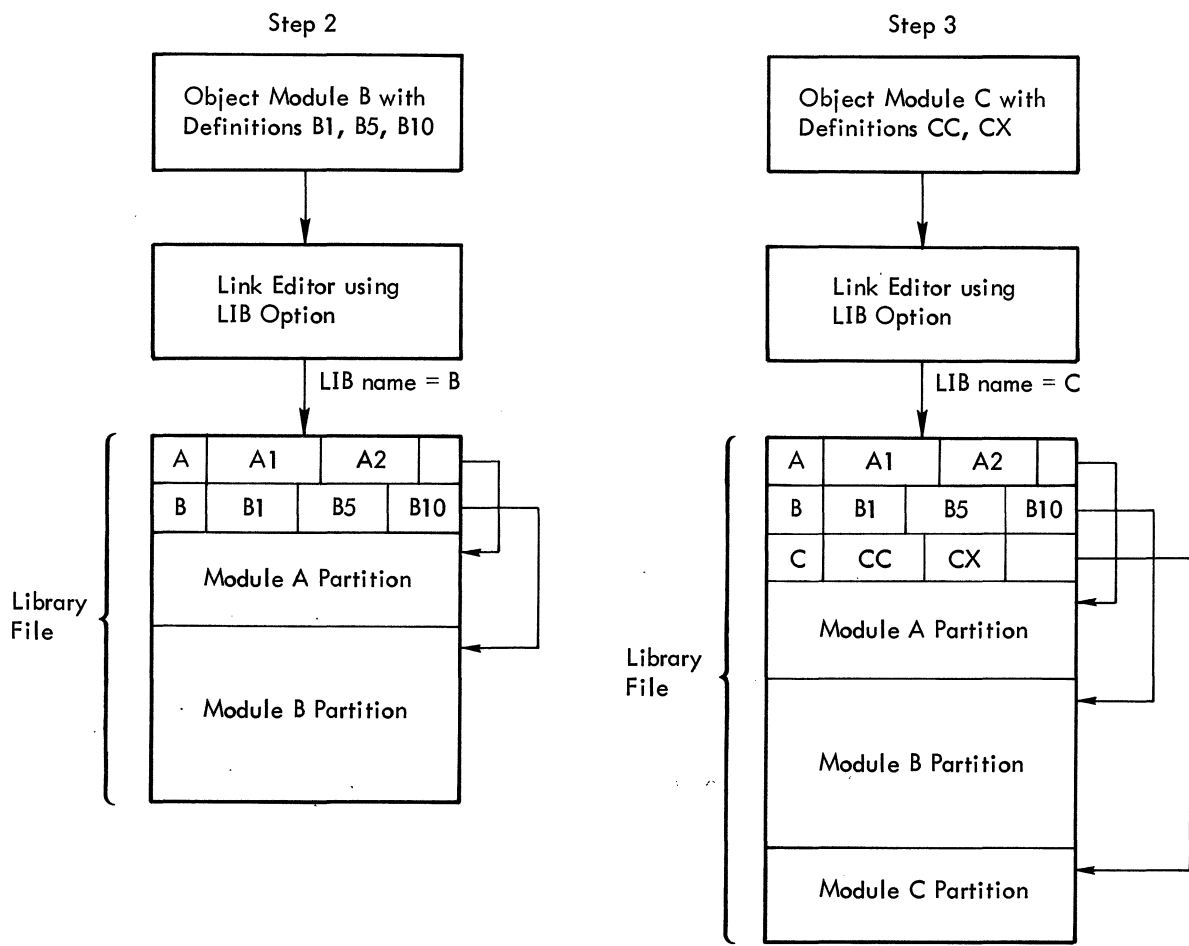 Step 2
Object Module B with
Definitions B1, B5, B10
Link Editor using
LIB Option
LIB name = B
A A1 A2
B B1 B5 B10
Module A Partition
Library
File
Module B Partition
Step 3
Object Module C with
Definitions CC, CX
Link Editor using
LIB Option
LIB name = C
A A1 A2
B B1 B5 B10
C CC CX
Module A Partition
Library
File
Module B Partition
Module C Partition